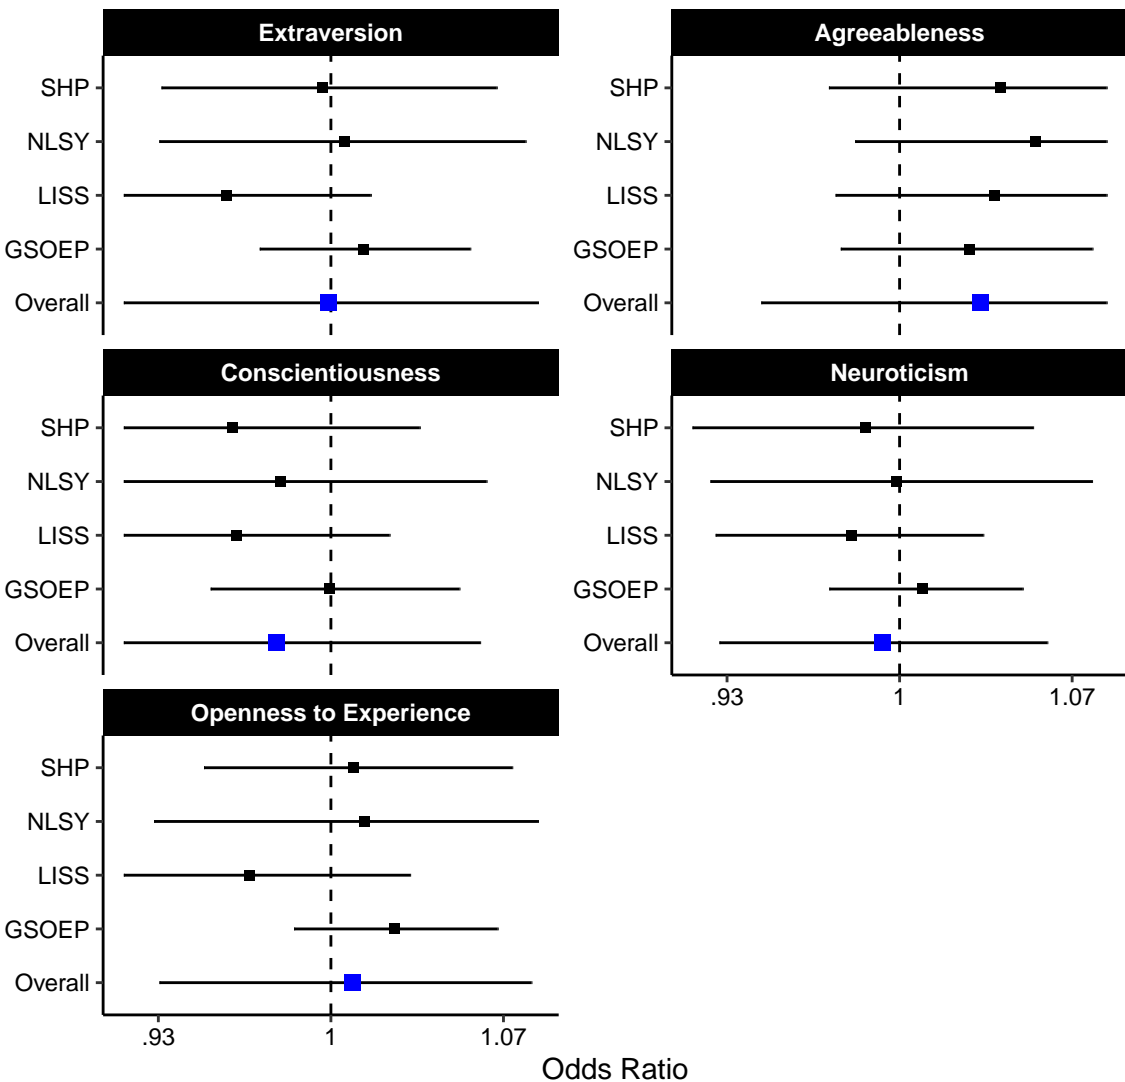 Extraversion
SHP
NLSY
LISS
GSOEP
Overall
Agreeableness
SHP
NLSY
LISS
GSOEP
Overall
Conscientiousness
SHP
NLSY
LISS
GSOEP
Overall
Neuroticism
SHP
NLSY
LISS
GSOEP
Overall
.93 1 1.07
Openness to Experience
SHP
NLSY
LISS
GSOEP
Overall
.93 1 1.07
Odds Ratio